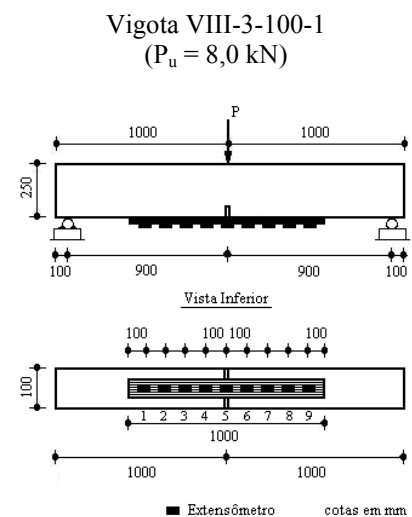 Vigota VIII-3-100-1
(Pu = 8,0 kN)
P
1000 1000
250
100 900 900 100
Vista Inferior
100 100 100 100
100
1 2 3 4 5 6 7 8 9
1000
1000 1000
Extensômetro cotas em mm